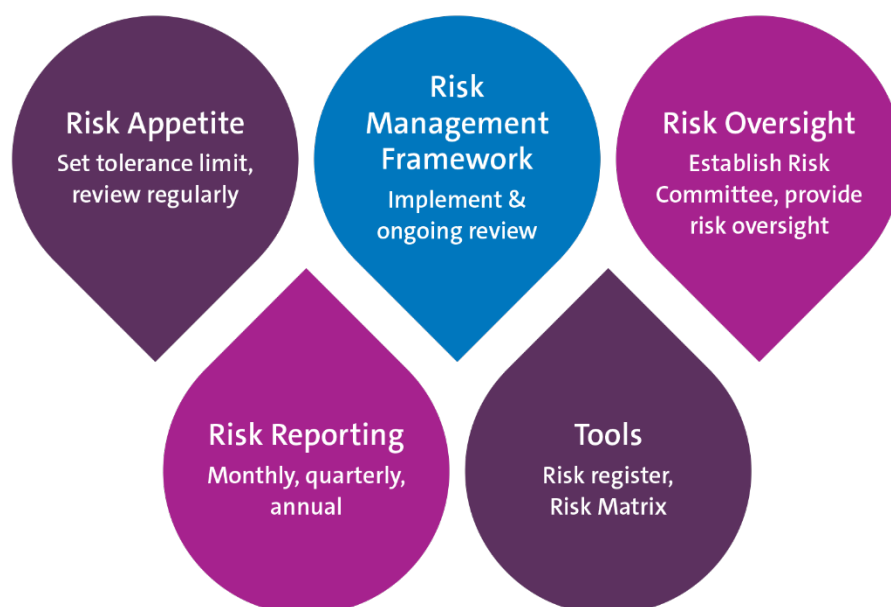 Risk Appetite
Set tolerance limit,
review regularly
Risk
Management
Framework
Implement &
ongoing review
Risk Oversight
Establish Risk
Committee, provide
risk oversight
Risk Reporting
Monthly, quarterly,
annual
Tools
Risk register,
Risk Matrix